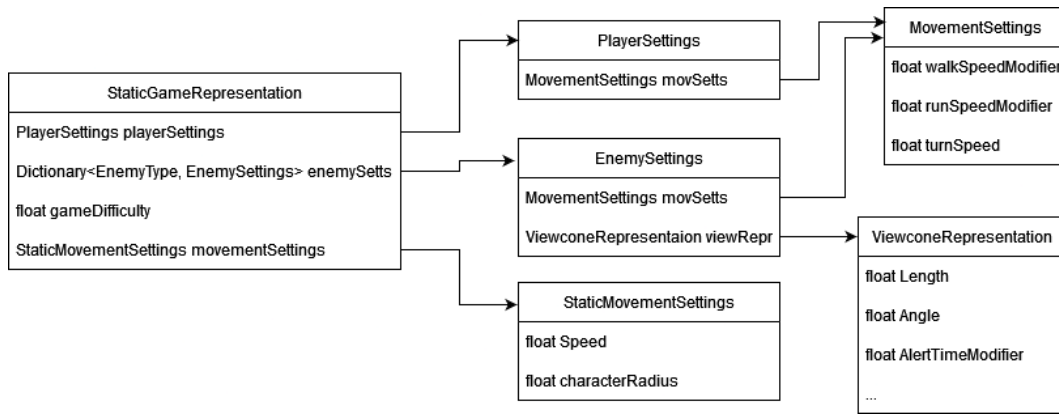 StaticGameRepresentation
PlayerSettings playerSettings
Dictionary<EnemyType, EnemySettings> enemySetts
float gameDifficulty
StaticMovementSettings movementSettings
PlayerSettings
MovementSettings movSetts
EnemySettings
MovementSettings movSetts
ViewconeRepresentaion viewRepr
StaticMovementSettings
float Speed
float characterRadius
MovementSettings
float walkSpeedModifier
float runSpeedModifier
float turnSpeed
ViewconeRepresentation
float Length
float Angle
float AlertTimeModifier
...